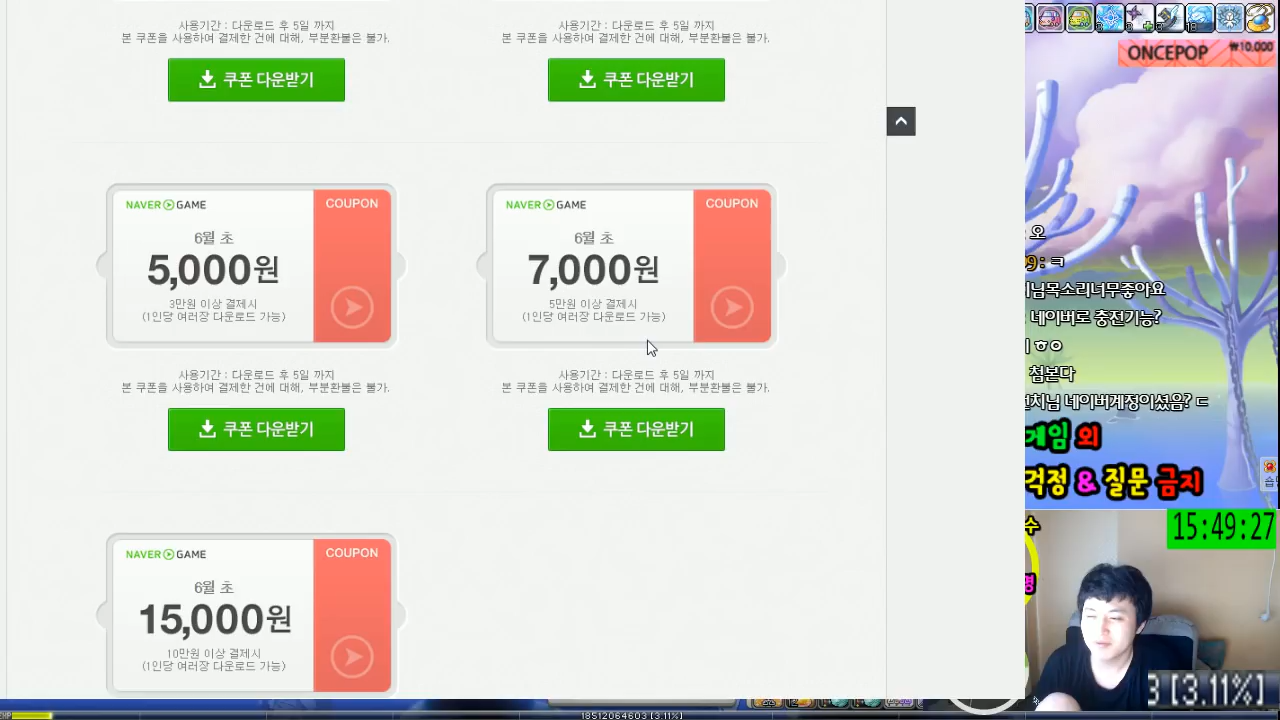 사용기간 : 다운로드 후 5일 까지
본 쿠폰을 사용하여 결제한 건에 대해, 부분환불은 불가.
쿠폰 다운받기
사용기간 : 다운로드 후 5일 까지
본 쿠폰을 사용하여 결제한 건에 대해, 부분환불은 불가.
쿠폰 다운받기
NAVER GAME
COUPON
6월 초
5,000원
3만원 이상 결제시
(1인당 여러장 다운로드 가능)
사용기간 : 다운로드 후 5일 까지
본 쿠폰을 사용하여 결제한 건에 대해, 부분환불은 불가.
쿠폰 다운받기
NAVER GAME
COUPON
6월 초
7,000원
5만원 이상 결제시
(1인당 여러장 다운로드 가능)
사용기간 : 다운로드 후 5일 까지
본 쿠폰을 사용하여 결제한 건에 대해, 부분환불은 불가.
쿠폰 다운받기
NAVER GAME
COUPON
6월 초
15,000원
10만원 이상 결제시
(1인당 여러장 다운로드 가능)
ONCEPOP ₩10,000
: 오
: ㅋ
님목소리너무좋아요
네이버로 충전기능?
ㅎㅇ
첨본다
님 네이버계정이셨음? ㄷ
게임 외
걱정 & 질문 금지
수
15:49:27
3 [3.11%]
18512064603 [3.11%]